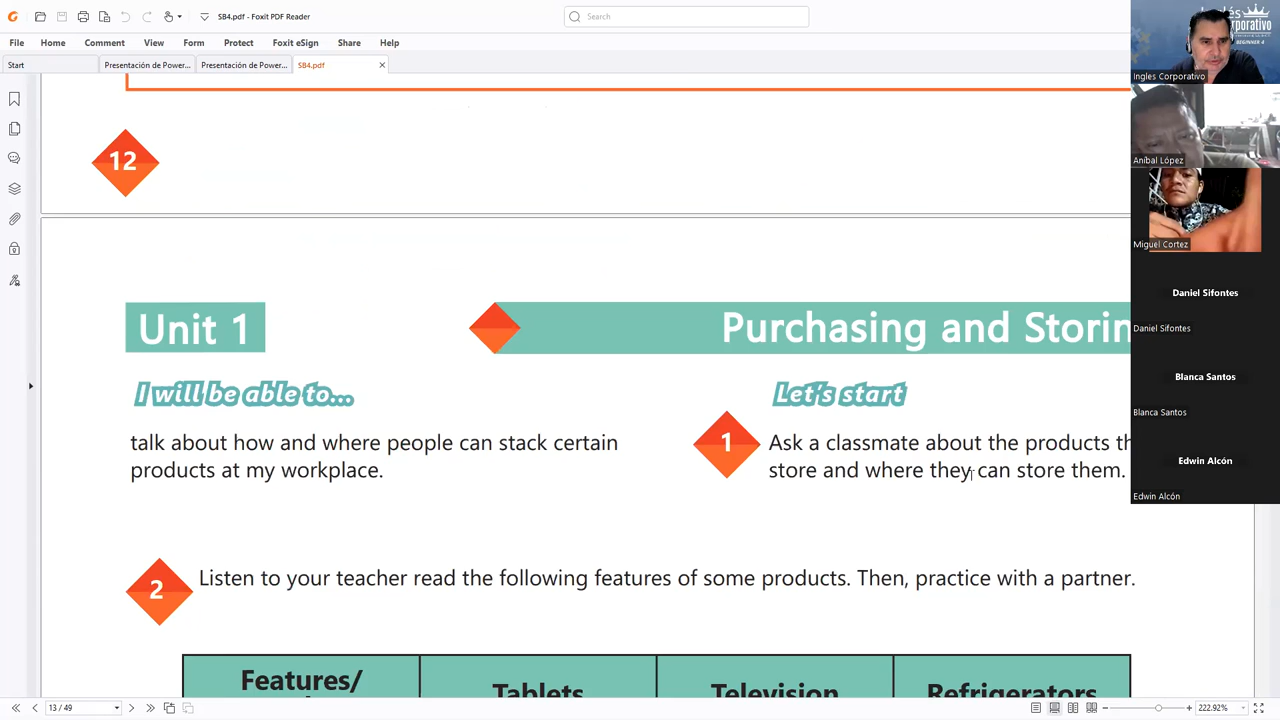 SB4.pdf - Foxit PDF Reader
Search
File Home Comment View Form Protect Foxit eSign Share Help
Start Presentación de Power... Presentación de Power... SB4.pdf
12
Unit 1
Purchasing and Storin
I will be able to...
talk about how and where people can stack certain
products at my workplace.
Let's start
1
Ask a classmate about the products th
store and where they can store them.
2
Listen to your teacher read the following features of some products. Then, practice with a partner.
Features/
Tablets
Television
Refrigerators
13 / 49
222.92%
BEGINNER 4
Ingles Corporativo
Aníbal López
Miguel Cortez
Daniel Sifontes
Daniel Sifontes
Blanca Santos
Blanca Santos
Edwin Alcón
Edwin Alcón